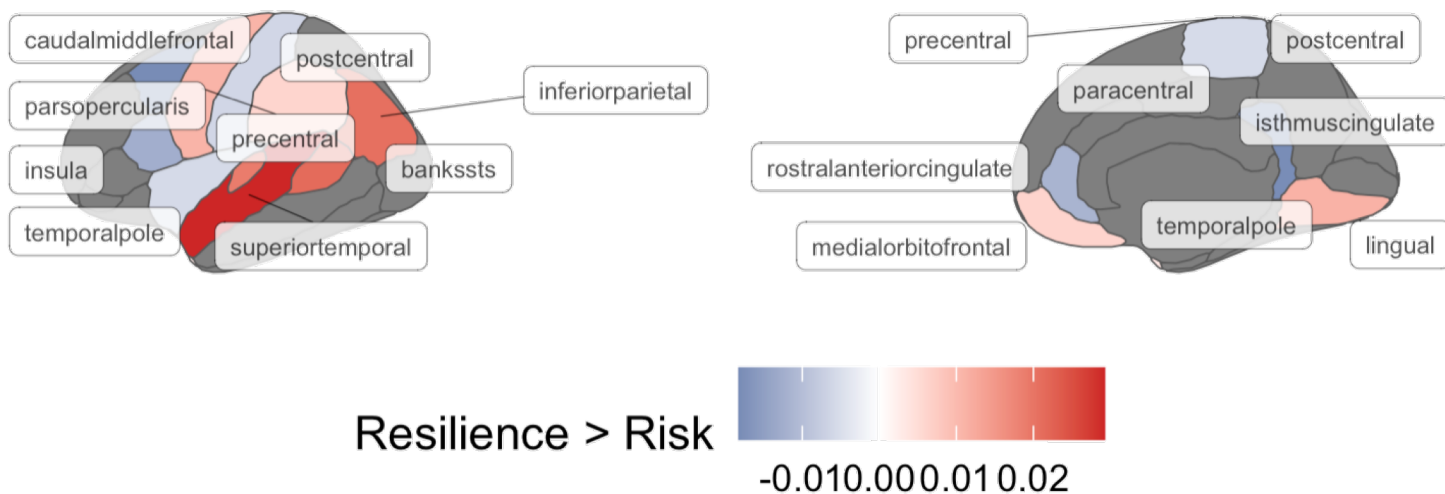 caudalmiddlefrontal
postcentral
parsopercularis
inferiorparietal
precentral
insula
bankssts
temporalpole
superiortemporal
precentral
postcentral
paracentral
isthmuscingulate
rostralanteriorcingulate
temporalpole
medialorbitofrontal
lingual
Resilience > Risk
-0.010.000.010.02